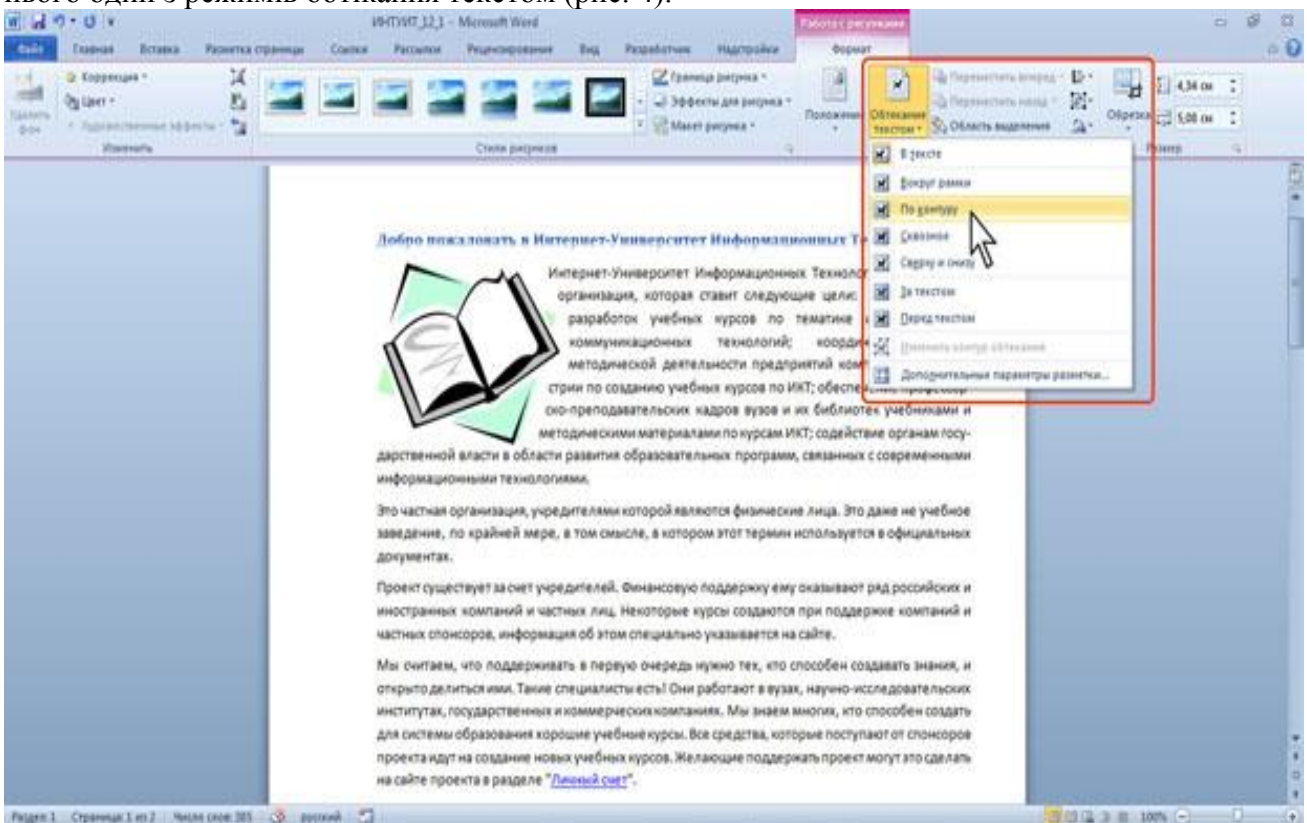 нього один з режимів обтікання текстом (рис. 4).
ИНТУИТ_12_1 - Microsoft Word
Работа с рисунками
Файл Главная Вставка Разметка страницы Ссылки Рассылки Рецензирование Вид Разработчик Надстройки Формат
Удалить фон
Коррекция
Цвет
Художественные эффекты
Изменить
Стили рисунков
Граница рисунка
Эффекты для рисунка
Макет рисунка
Положение
Обтекание текстом
Переместить вперед
Переместить назад
Область выделения
Обрезка
4,34 см
5,08 см
Размер
В тексте
Вокруг рамки
По контуру
Сквозное
Сверху и снизу
За текстом
Перед текстом
Изменить контур обтекания
Дополнительные параметры разметки...
Добро пожаловать в Интернет-Университет Информационных Т
Интернет-Университет Информационных Технолог
организация, которая ставит следующие цели:
разработок учебных курсов по тематике
коммуникационных технологий; коорди
методической деятельности предприятий ком
стрии по созданию учебных курсов по ИКТ; обеспечение профессор-
ско-преподавательских кадров вузов и их библиотек учебниками и
методическими материалами по курсам ИКТ; содействие органам госу-
дарственной власти в области развития образовательных программ, связанных с современными
информационными технологиями.
Это частная организация, учредителями которой являются физические лица. Это даже не учебное
заведение, по крайней мере, в том смысле, в котором этот термин используется в официальных
документах.
Проект существует за счет учредителей. Финансовую поддержку ему оказывают ряд российских и
иностранных компаний и частных лиц. Некоторые курсы создаются при поддержке компаний и
частных спонсоров, информация об этом специально указывается на сайте.
Мы считаем, что поддерживать в первую очередь нужно тех, кто способен создавать знания, и
открыто делиться ими. Такие специалисты есть! Они работают в вузах, научно-исследовательских
институтах, государственных и коммерческих компаниях. Мы знаем многих, кто способен создать
для системы образования хорошие учебные курсы. Все средства, которые поступают от спонсоров
проекта идут на создание новых учебных курсов. Желающие поддержать проект могут это сделать
на сайте проекта в разделе "Личный счет".
Раздел 1 Страница 1 из 2 Число слов: 385 русский 100%